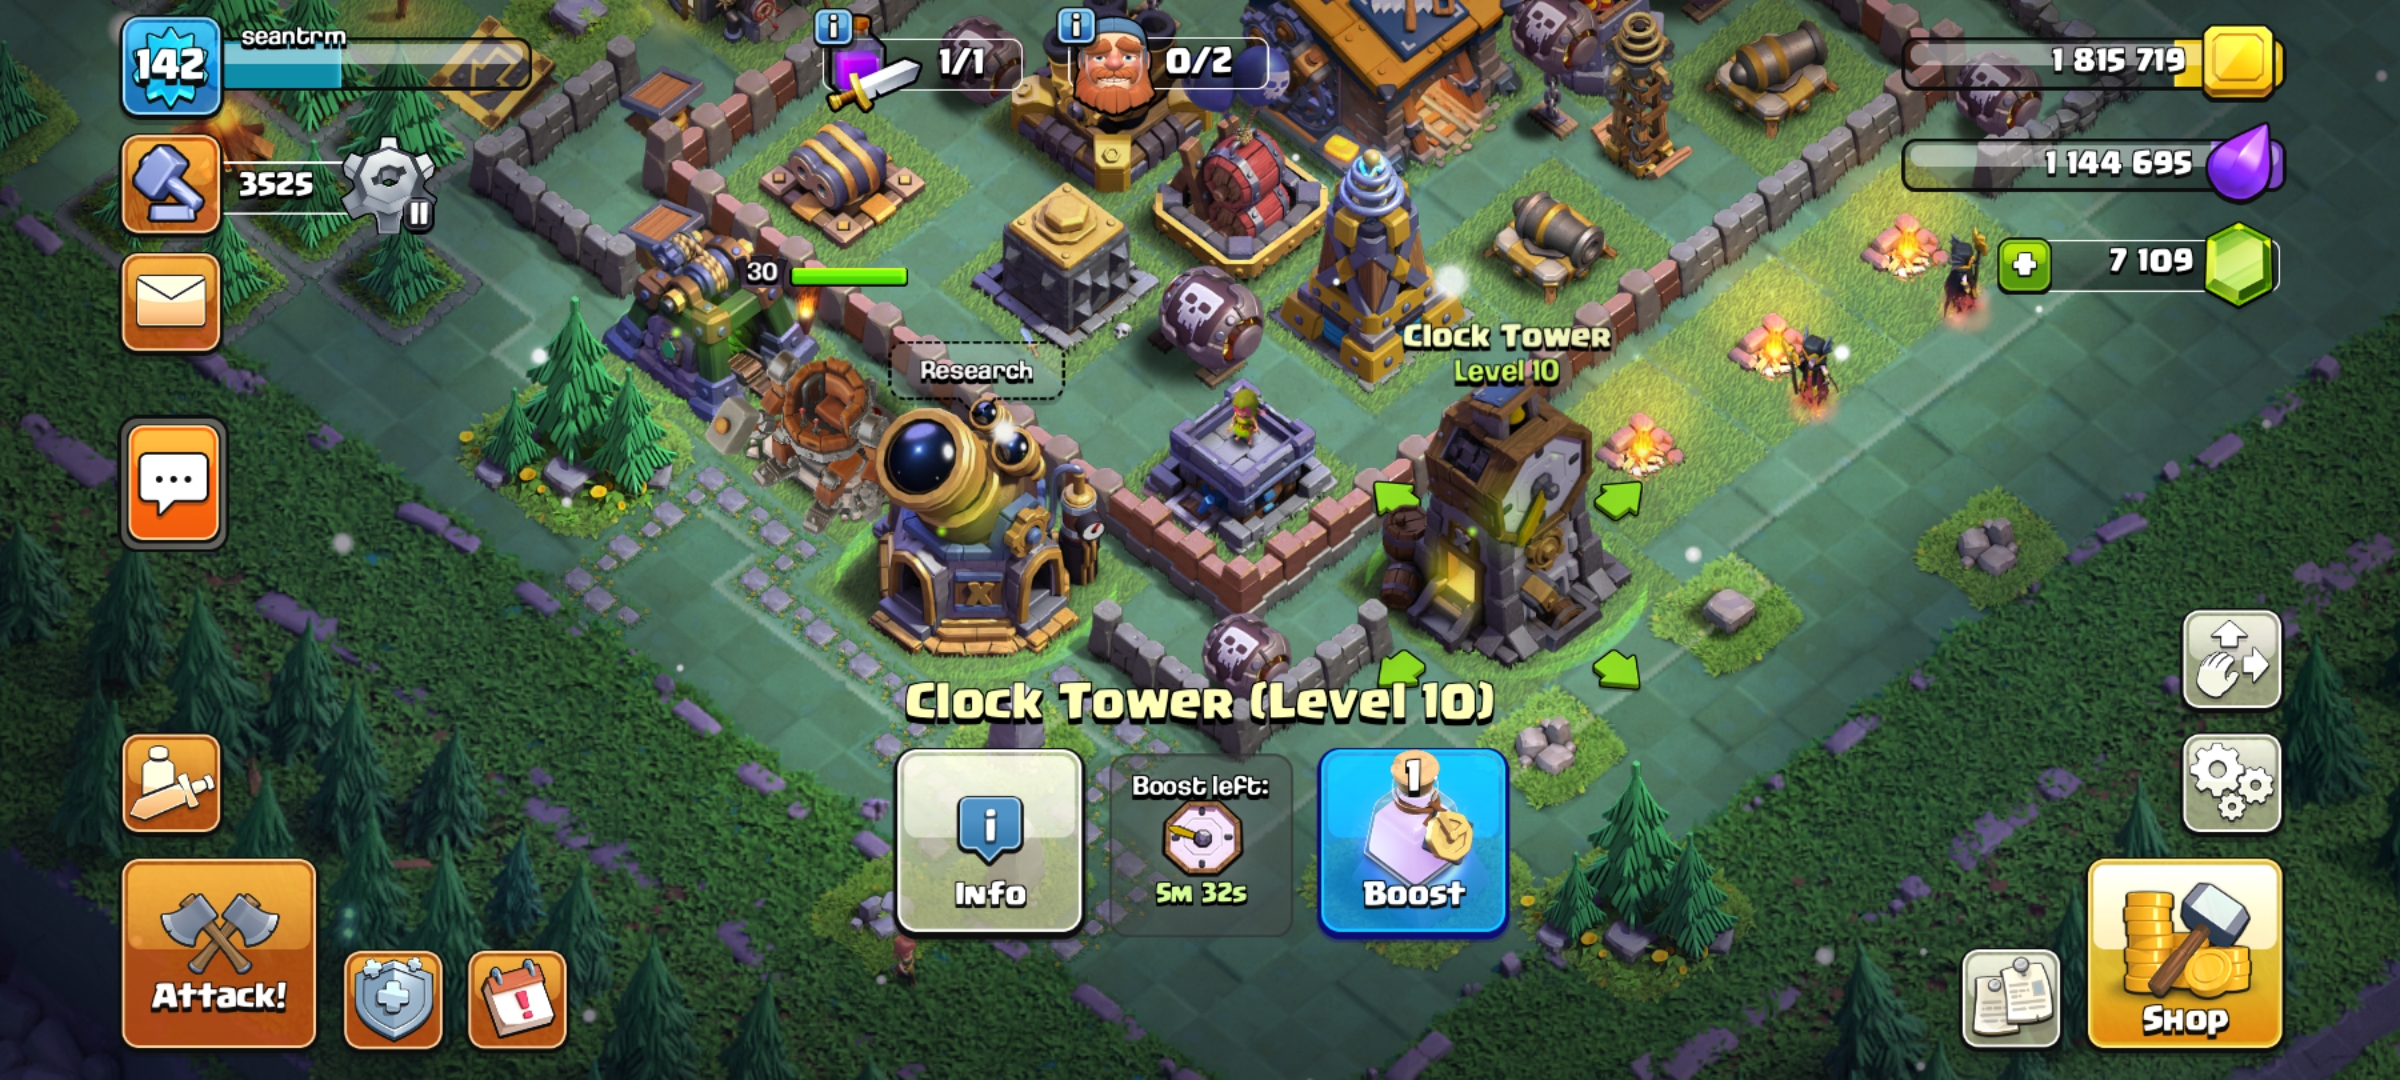 142
seantrm
1/1
0/2
1 815 719
3525
1 144 695
7 109
30
Research
Clock Tower
Level 10
Clock Tower (Level 10)
Info
Boost left:
5M 32s
1
Boost
Attack!
Shop